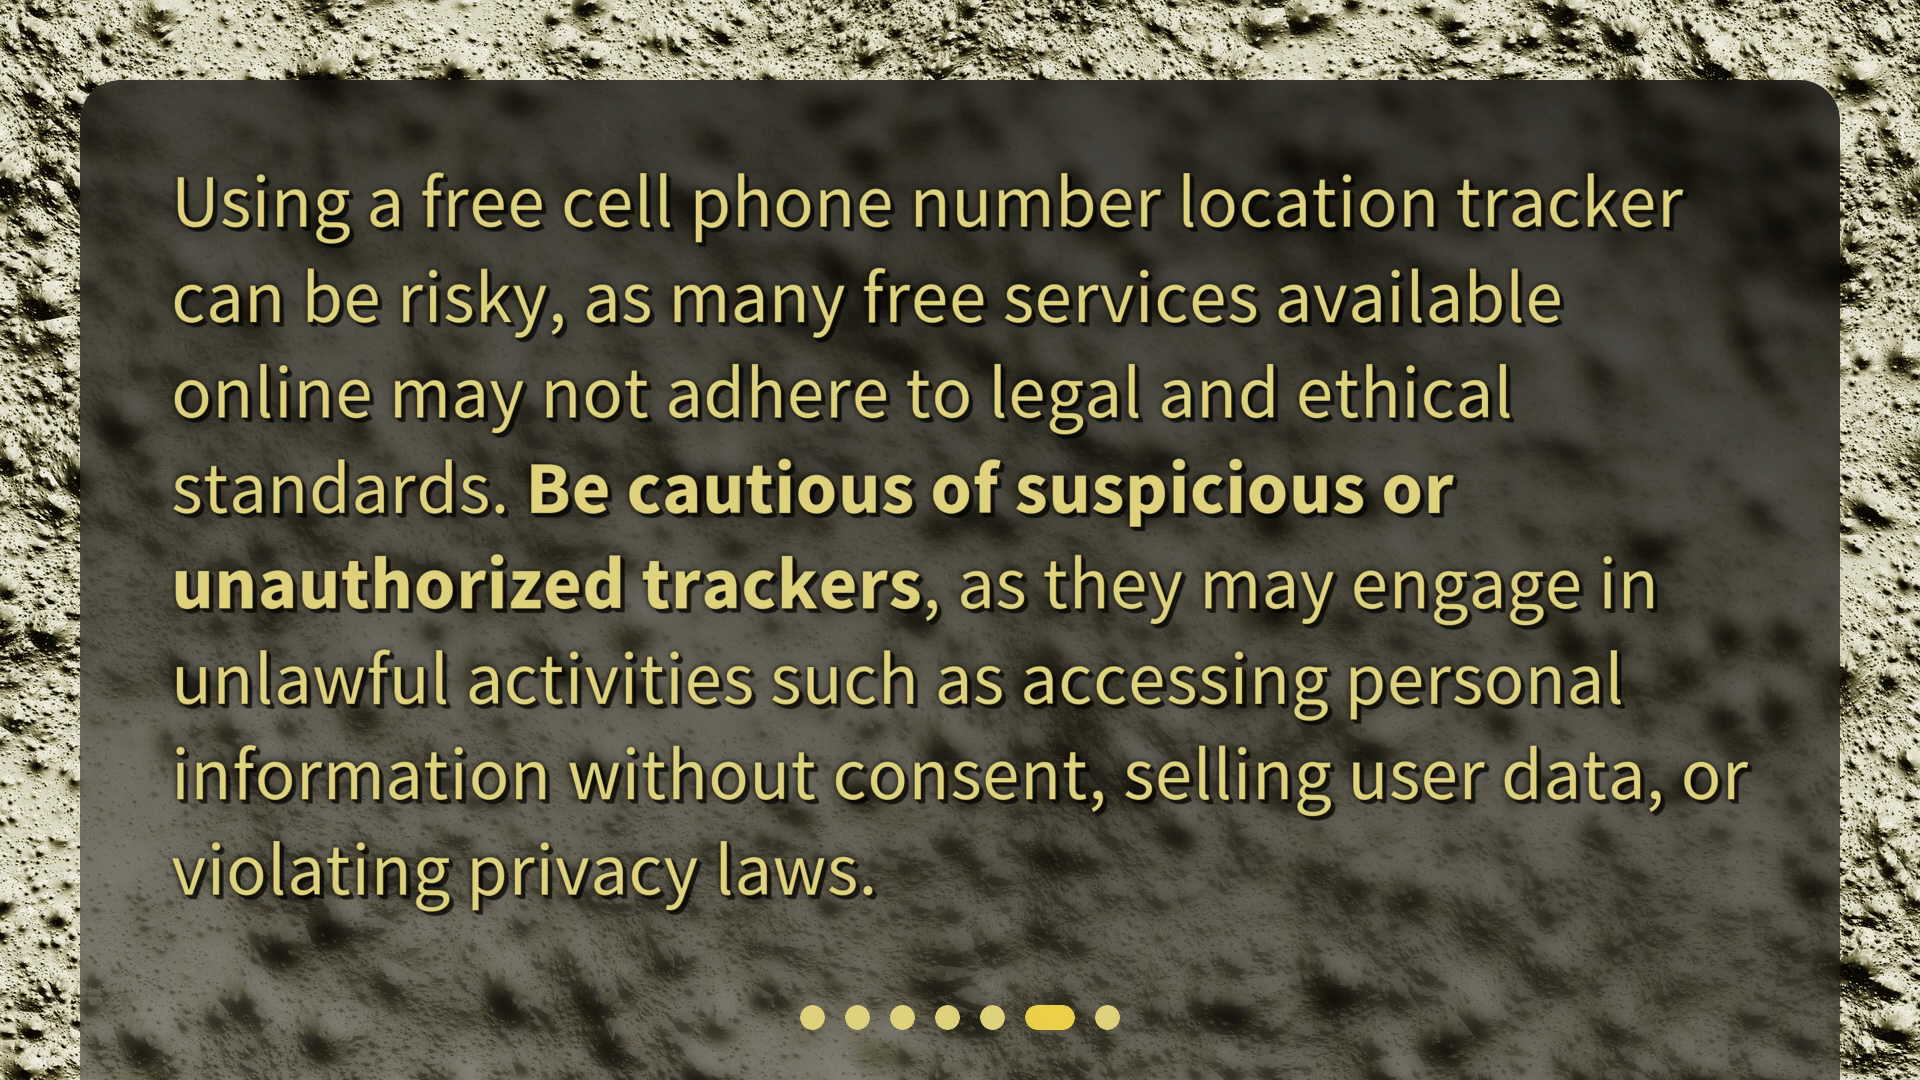 Using a free cell phone number location tracker
can be risky, as many free services available
online may not adhere to legal and ethical
standards. Be cautious of suspicious or
unauthorized trackers, as they may engage in
unlawful activities such as accessing personal
information without consent, selling user data, or
violating privacy laws.